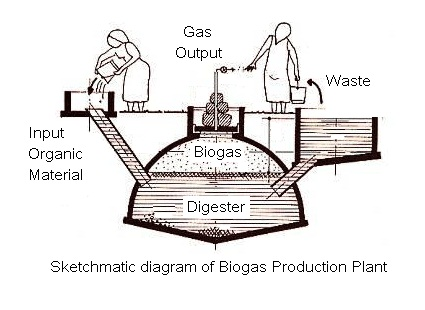 Gas
Output
Waste
Input
Organic
Material
Biogas
Digester
Sketchmatic diagram of Biogas Production Plant